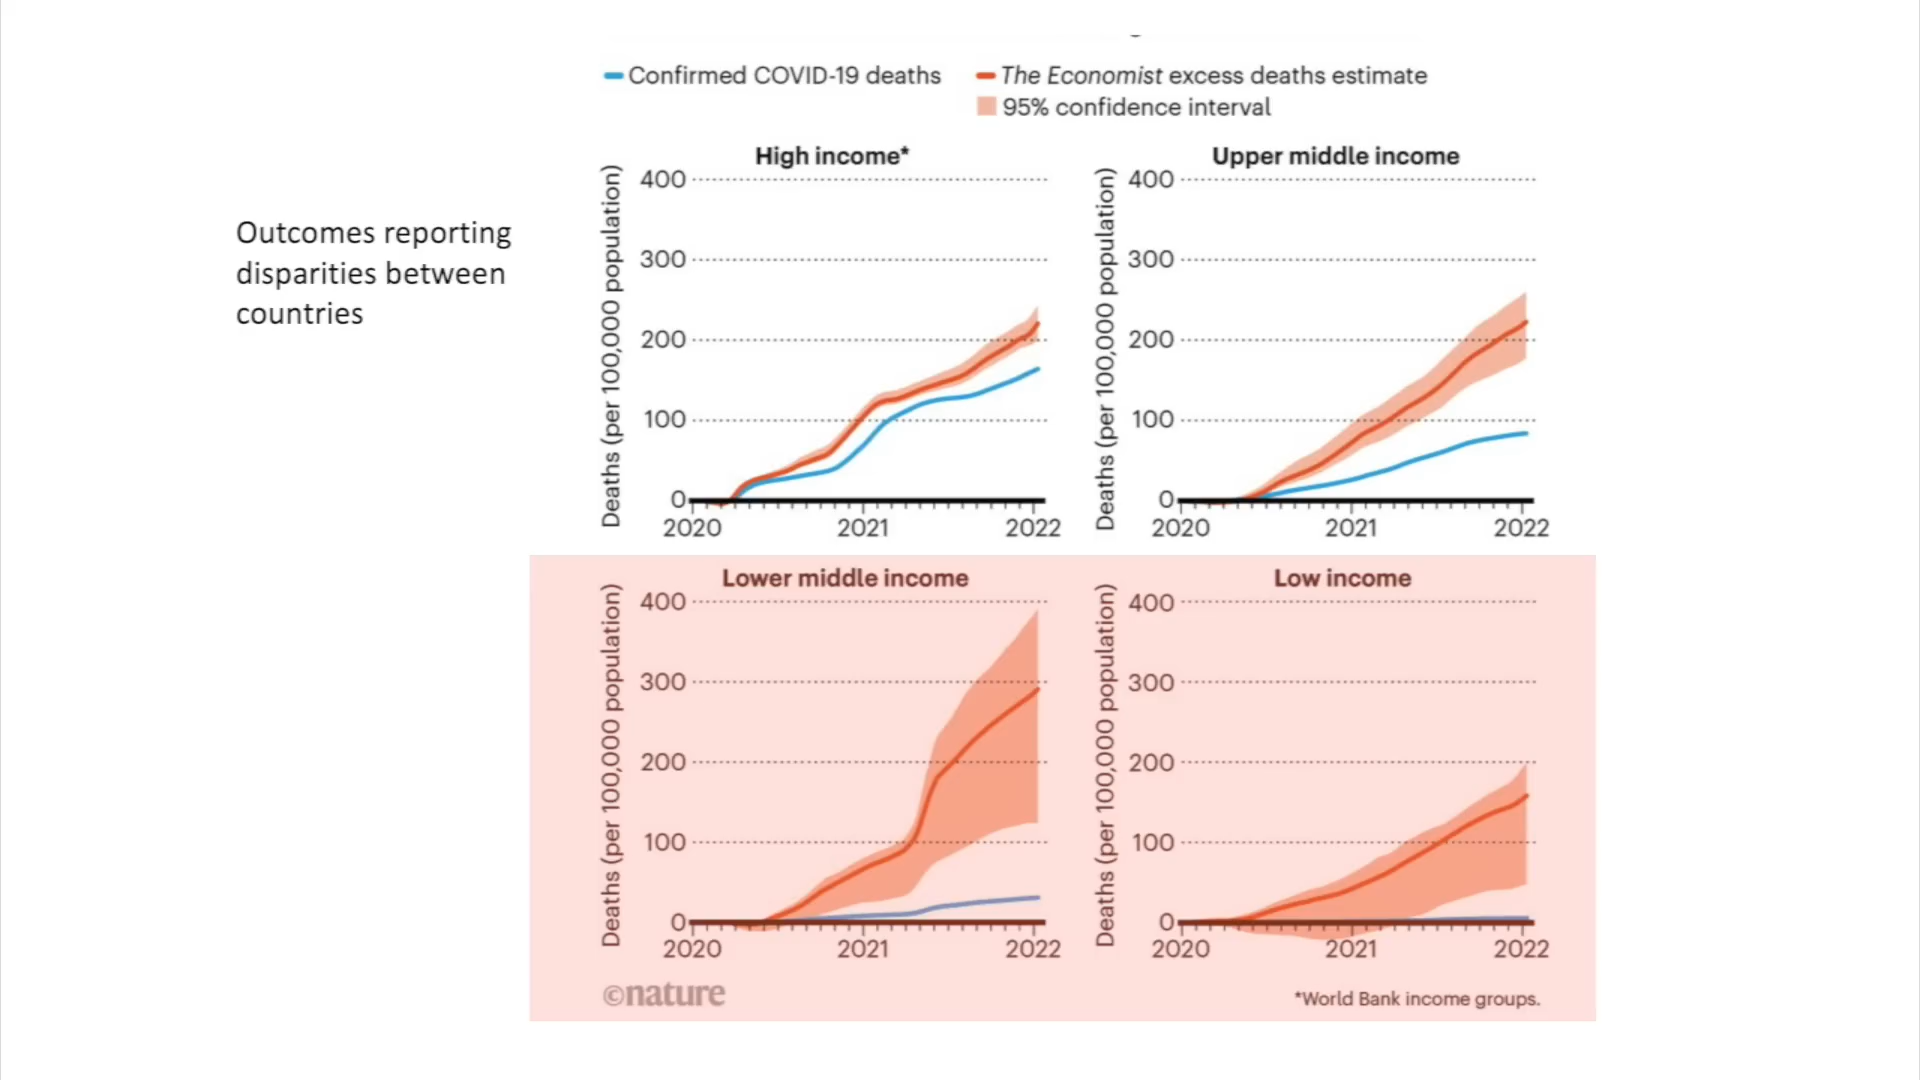 Confirmed COVID-19 deaths
The Economist excess deaths estimate
95% confidence interval
Outcomes reporting
disparities between
countries
High income*
Deaths (per 100,000 population)
400
300
200
100
0
2020 2021 2022
Upper middle income
Deaths (per 100,000 population)
400
300
200
100
0
2020 2021 2022
Lower middle income
Deaths (per 100,000 population)
400
300
200
100
0
2020 2021 2022
Low income
Deaths (per 100,000 population)
400
300
200
100
0
2020 2021 2022
©nature
*World Bank income groups.